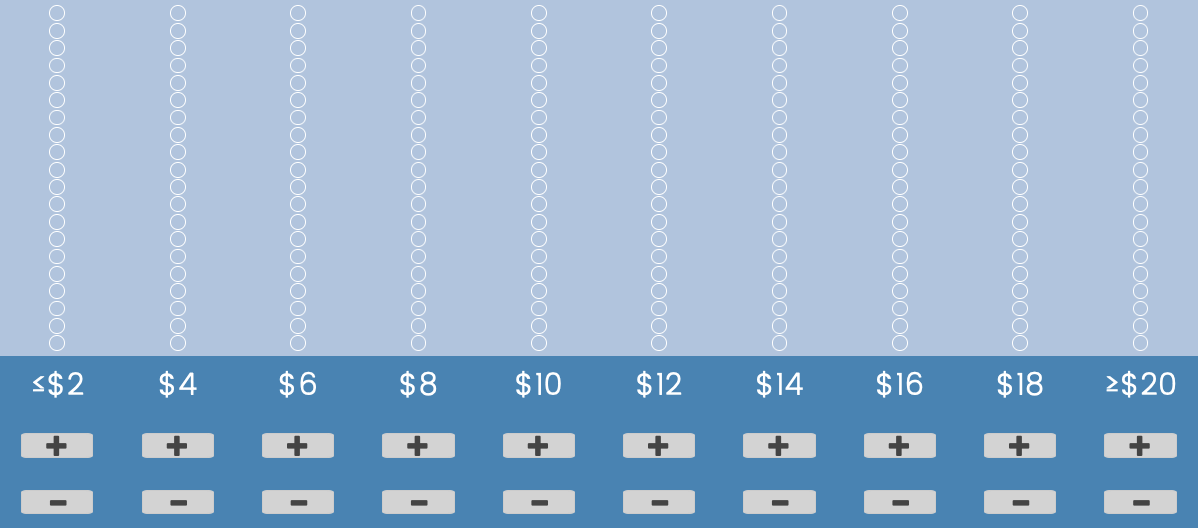 ≤$2 $4 $6 $8 $10 $12 $14 $16 $18 ≥$20
+ + + + + + + + + +
- - - - - - - - - -